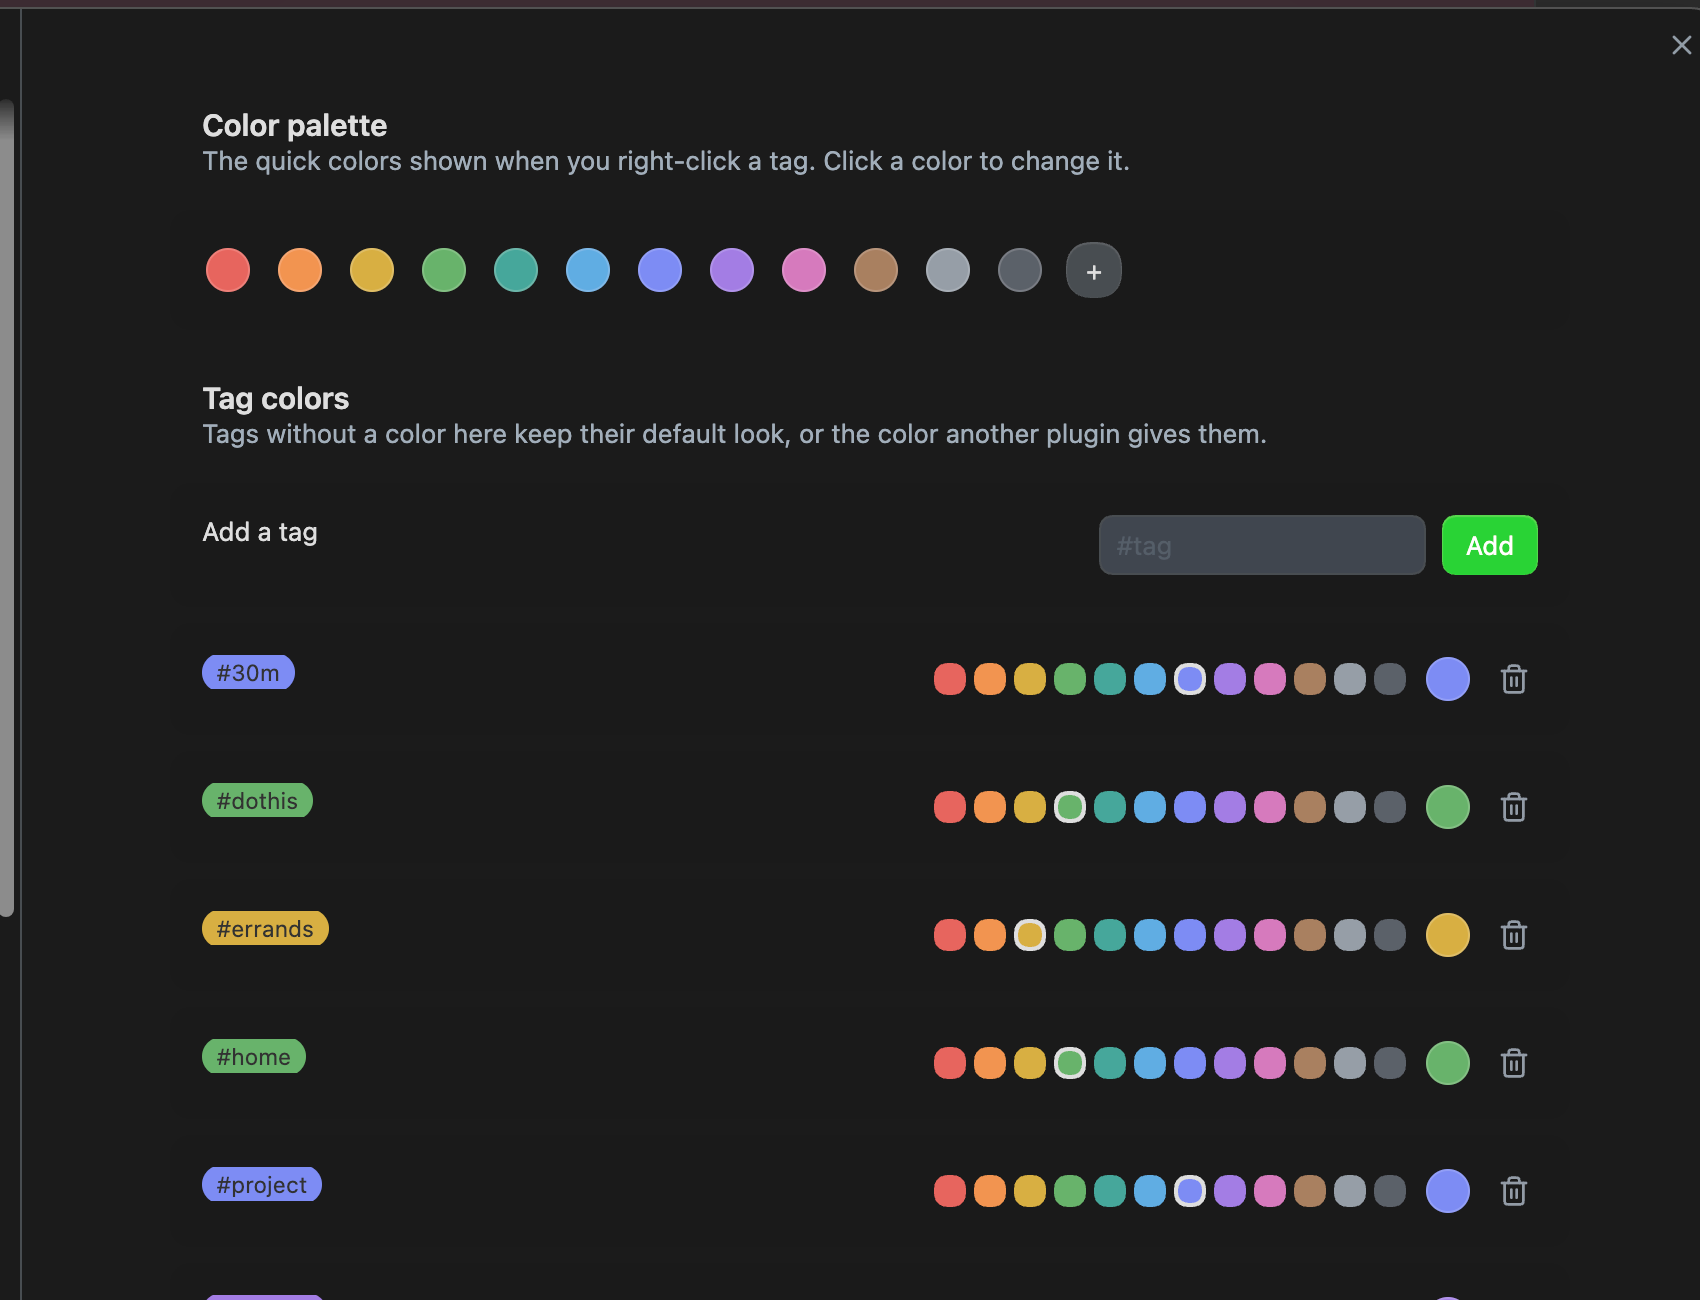 Color palette
The quick colors shown when you right-click a tag. Click a color to change it.
+
Tag colors
Tags without a color here keep their default look, or the color another plugin gives them.
Add a tag
#tag
Add
#30m
#dothis
#errands
#home
#project